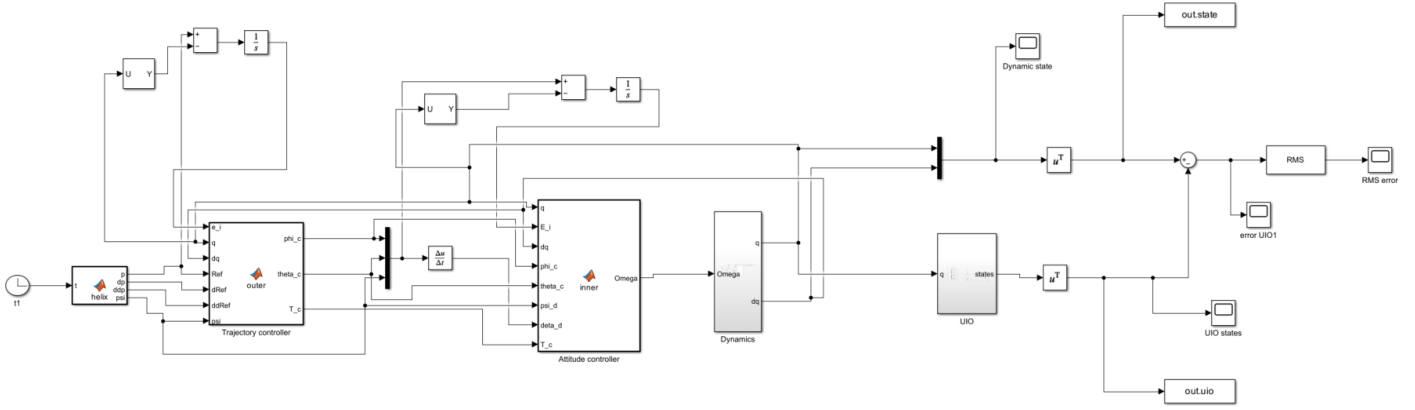 out.state
+
−
1
s
U Y
Dynamic state
+
−
1
s
U Y
u^T
+
−
RMS
RMS error
error UIO1
e_i
q
dq
Ref
dRef
ddRef
psi
outer
phi_c
theta_c
T_c
Trajectory controller
t1
t
helix
p
dp
ddp
psi
Δu
Δt
q
E_i
dq
phi_c
theta_c
psi_d
deta_d
T_c
inner
Omega
Attitude controller
Omega
q
dq
Dynamics
q
states
UIO
u^T
UIO states
out.uio